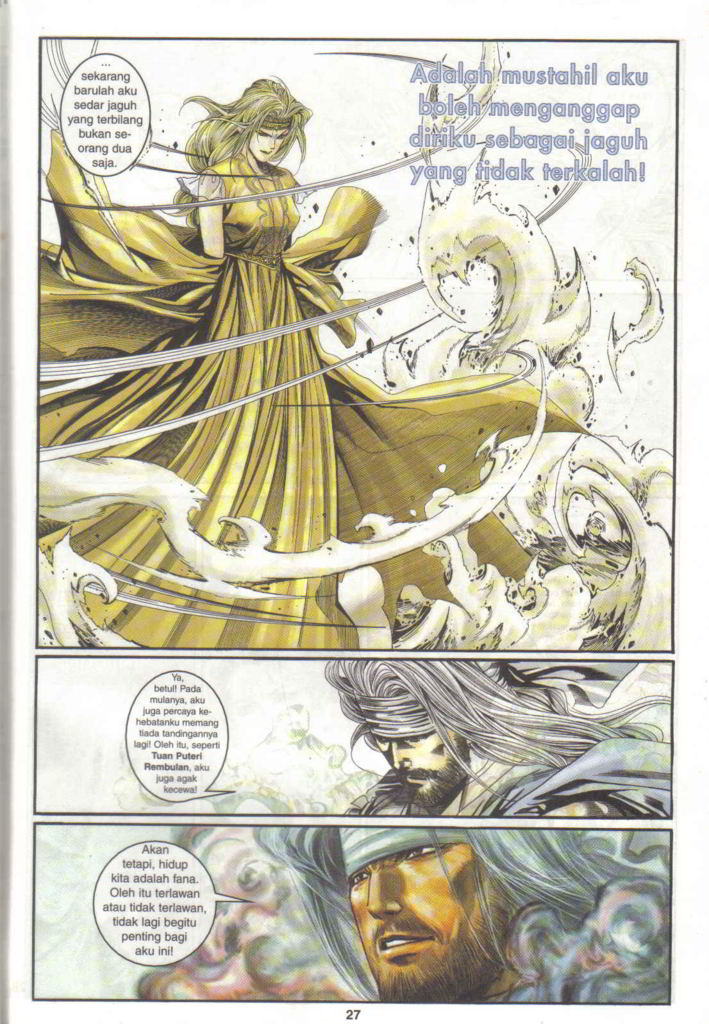 ...
sekarang
barulah aku
sedar jaguh
yang terbilang
bukan se-
orang dua
saja.
Adalah mustahil aku
boleh menganggap
diriku sebagai jaguh
yang tidak terkalah!
Ya,
betul! Pada
mulanya, aku
juga percaya ke-
hebatanku memang
tiada tandingannya
lagi! Oleh itu, seperti
Tuan Puteri
Rembulan, aku
juga agak
kecewa!
Akan
tetapi, hidup
kita adalah fana.
Oleh itu terlawan
atau tidak terlawan,
tidak lagi begitu
penting bagi
aku ini!
27